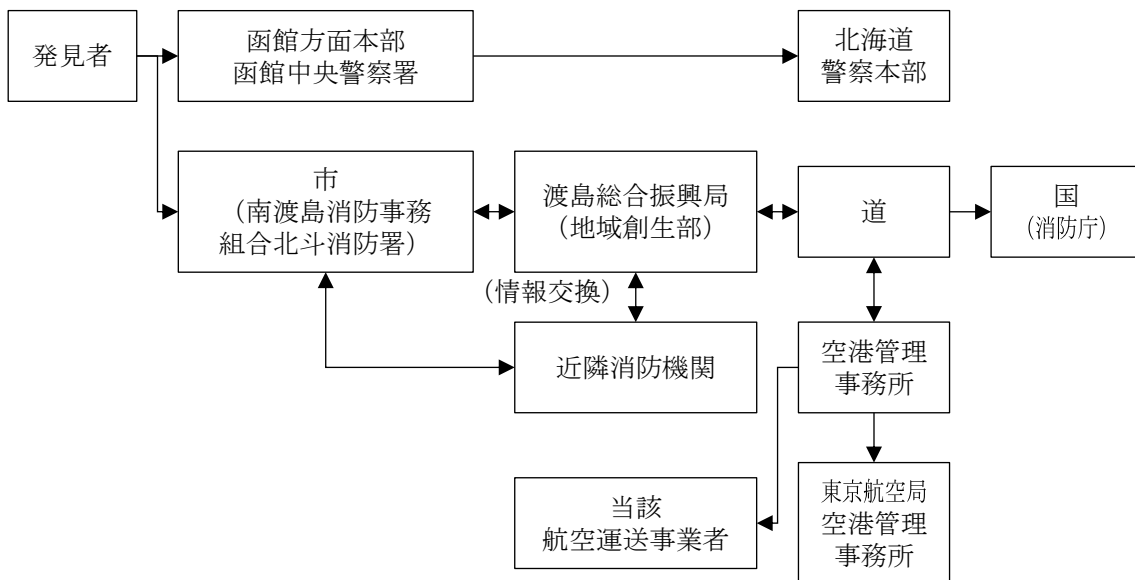 発見者
函館方面本部
函館中央警察署
北海道
警察本部
市
（南渡島消防事務
組合北斗消防署）
渡島総合振興局
（地域創生部）
道
国
（消防庁）
（情報交換）
近隣消防機関
空港管理
事務所
当該
航空運送事業者
東京航空局
空港管理
事務所